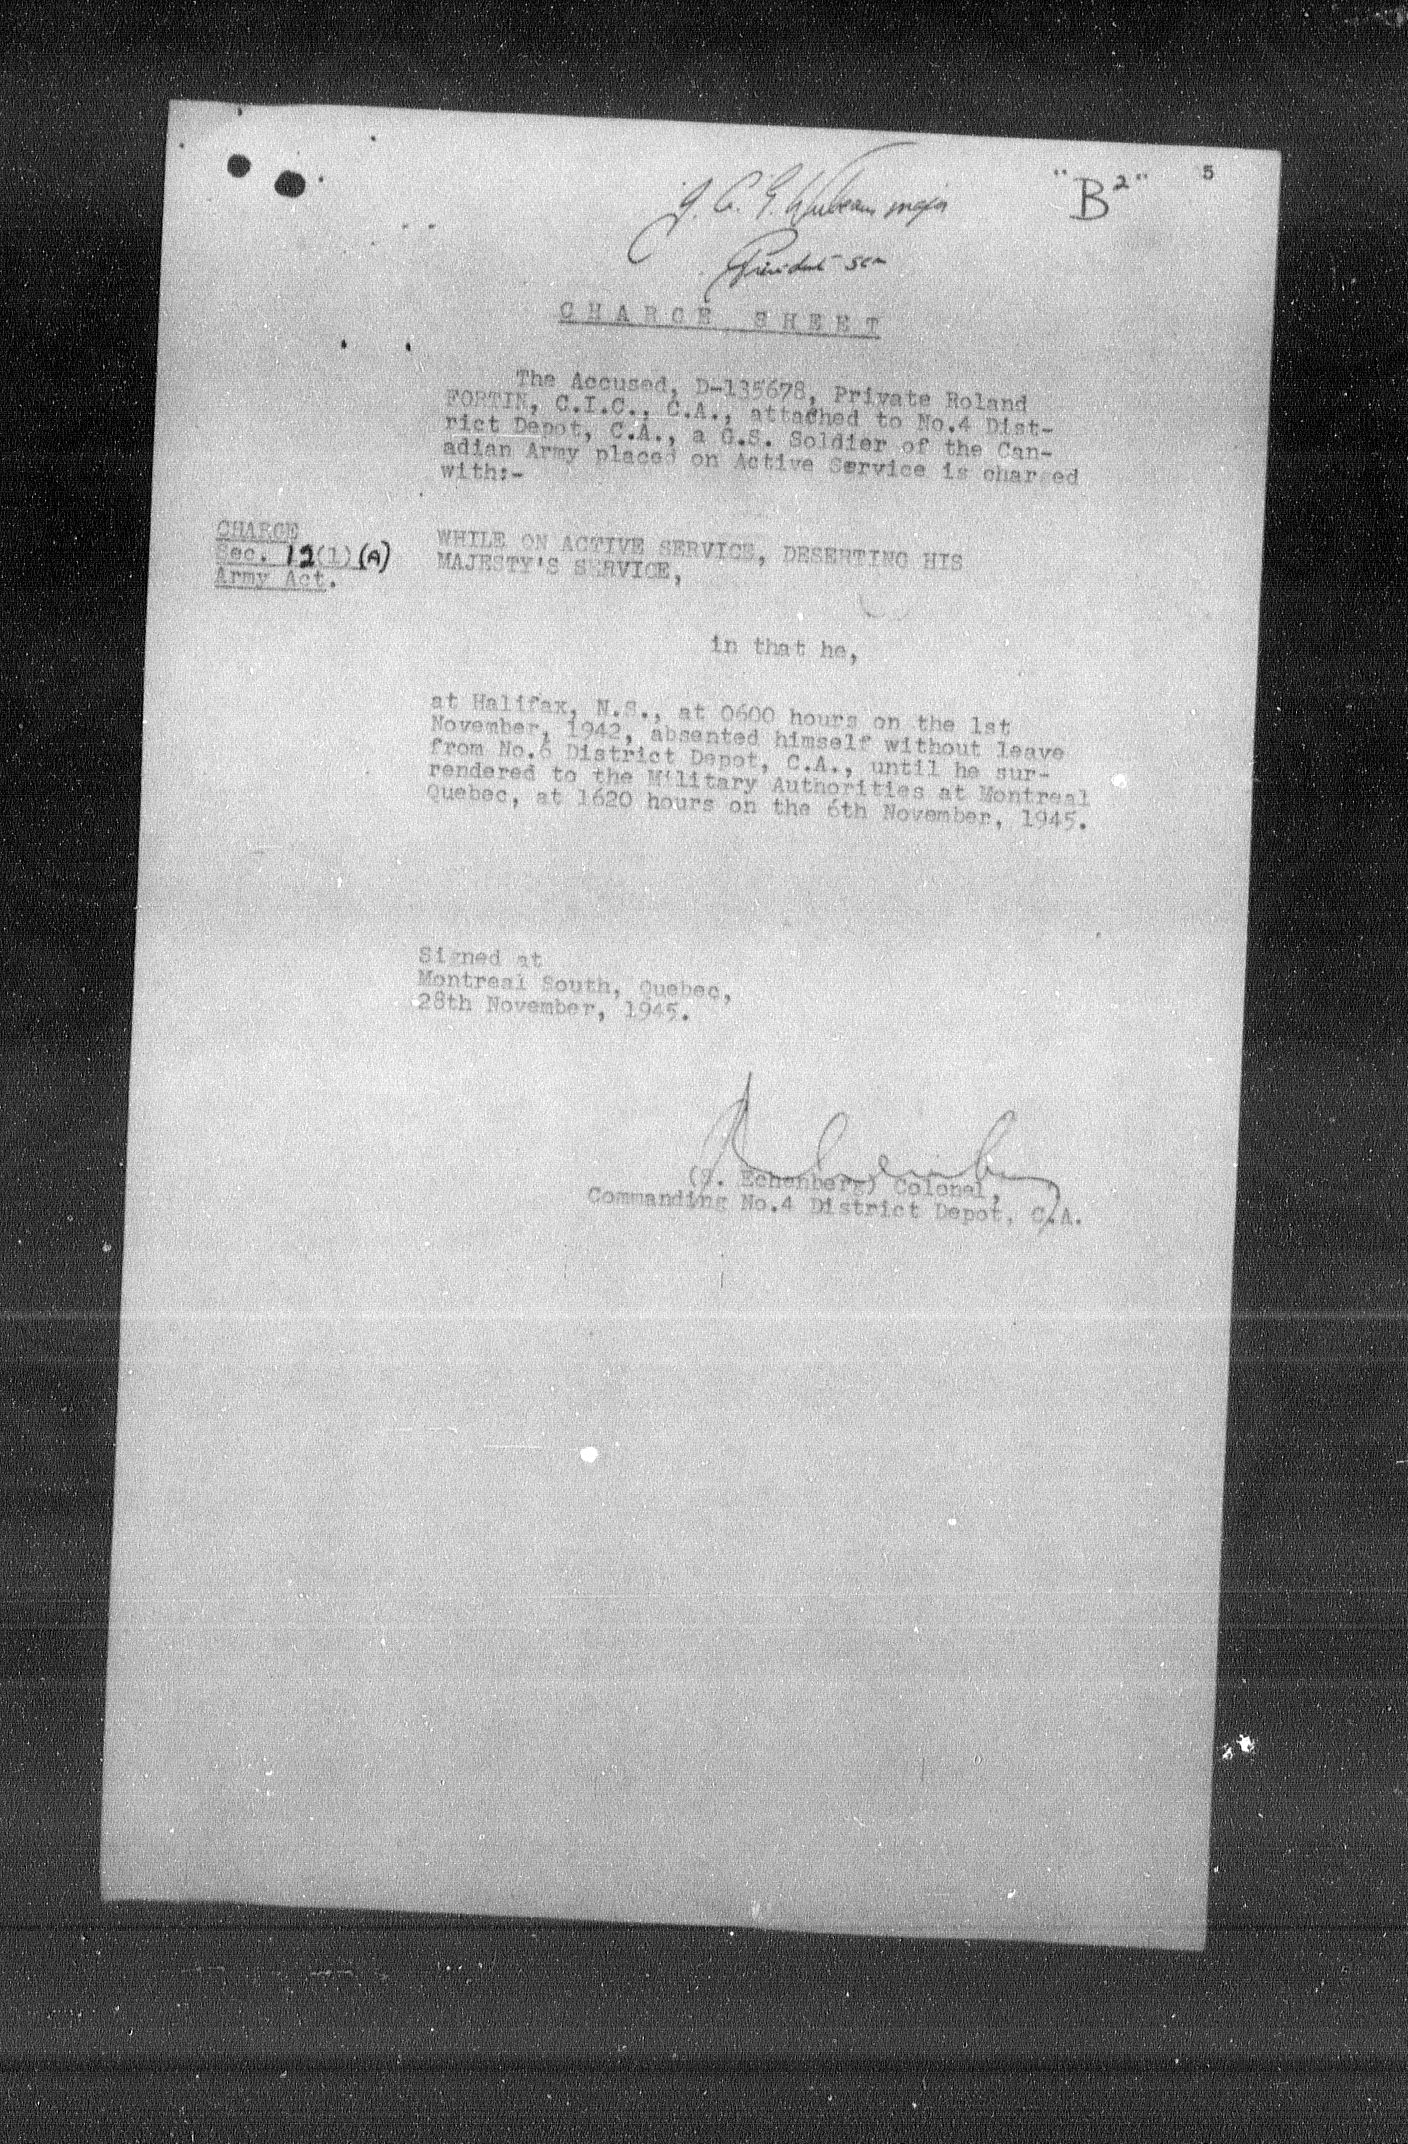 5
"B2"
J. G. E. major
President SCM
CHARGE SHEET
The Accused, D-135678, Private Roland
FORTIN, C.I.C., C.A., attached to No.4 Dist-
rict Depot, C.A., a G.S. Soldier of the Can-
adian Army placed on Active Service is charged
with:-
CHARGE
Sec. 12(1)(A)
Army Act.
WHILE ON ACTIVE SERVICE, DESERTING HIS
MAJESTY'S SERVICE,
in that he,
at Halifax, N.S., at 0600 hours on the 1st
November, 1942, absented himself without leave
from No.6 District Depot, C.A., until he sur-
rendered to the Military Authorities at Montreal
Quebec, at 1620 hours on the 6th November, 1945.
Signed at
Montreal South, Quebec,
28th November, 1945.
Echenberg) Colonel,
Commanding No.4 District Depot, C.A.